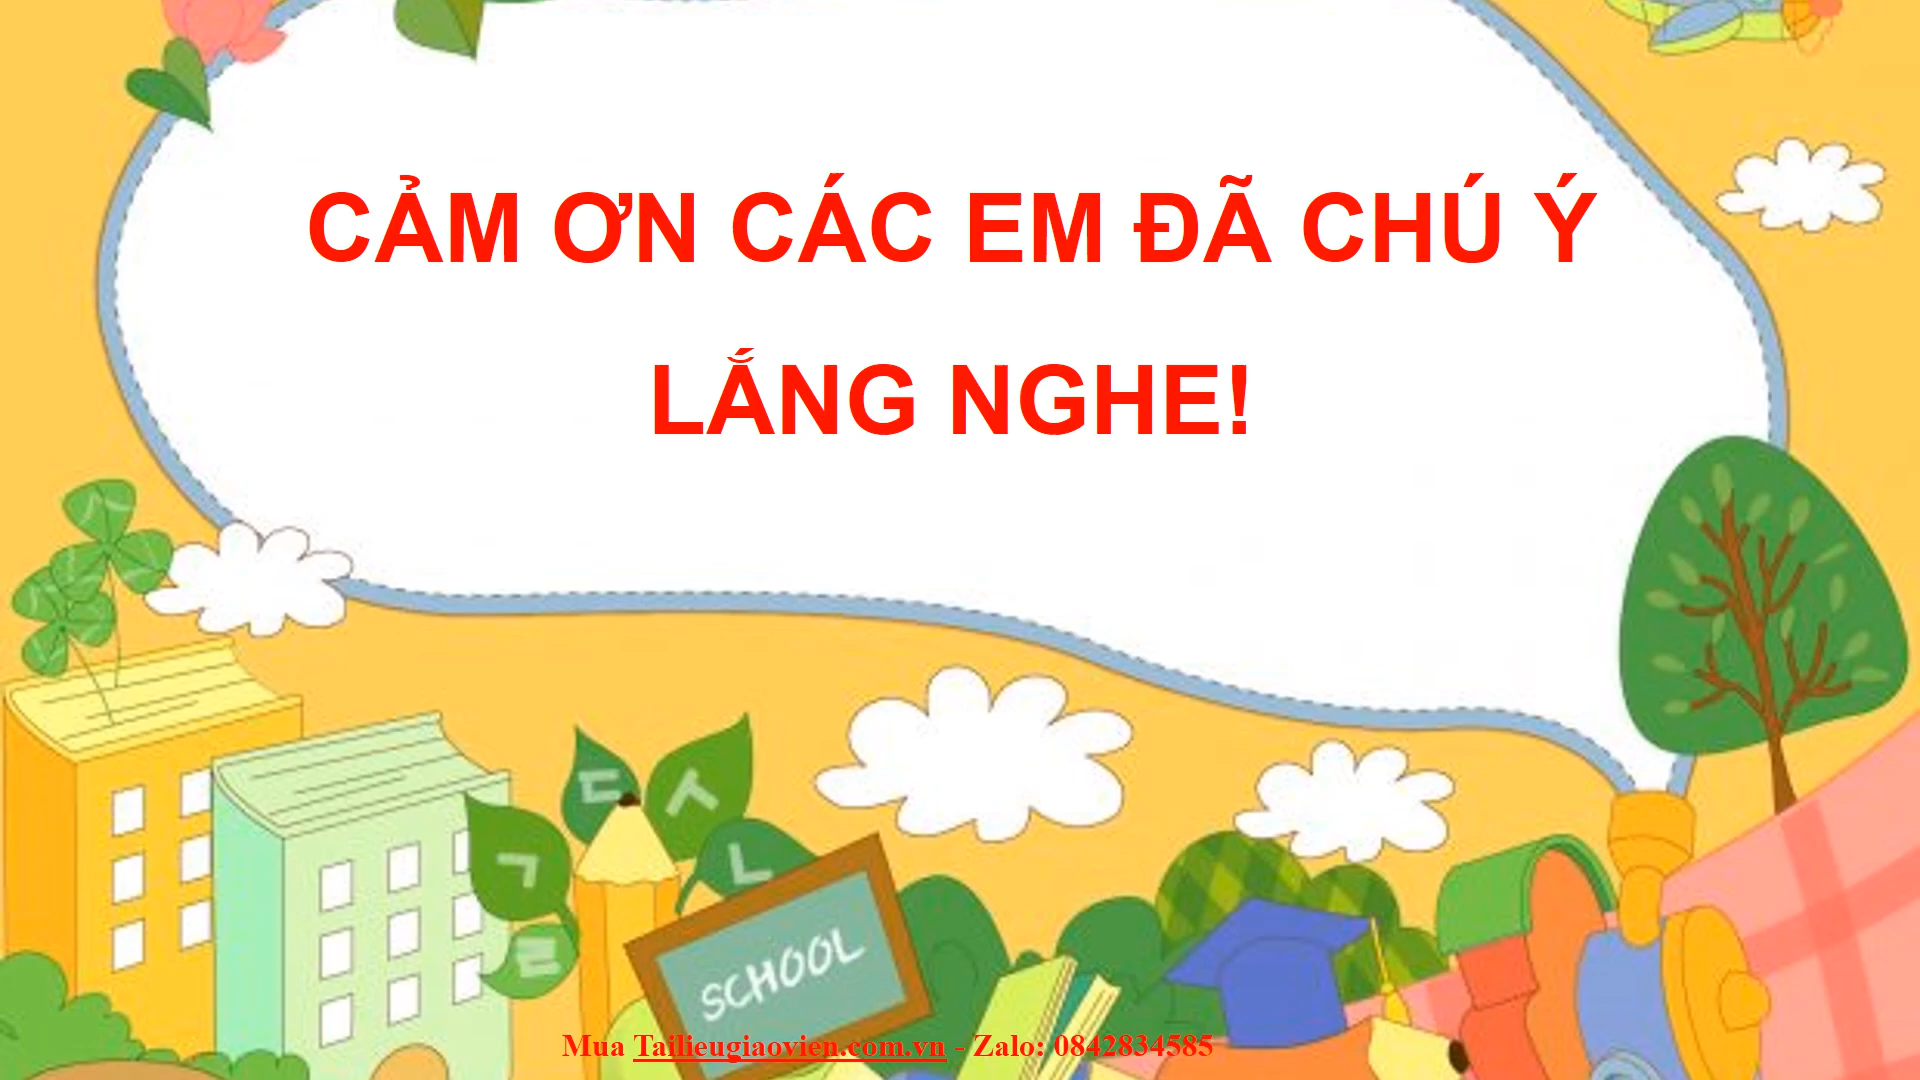 CẢM ƠN CÁC EM ĐÃ CHÚ Ý
LẮNG NGHE!
ㄷ
ㅅ
ㄱ
ㄴ
ㄹ
SCHOOL
Mua Tailieugiaovien.com.vn - Zalo: 0842834585